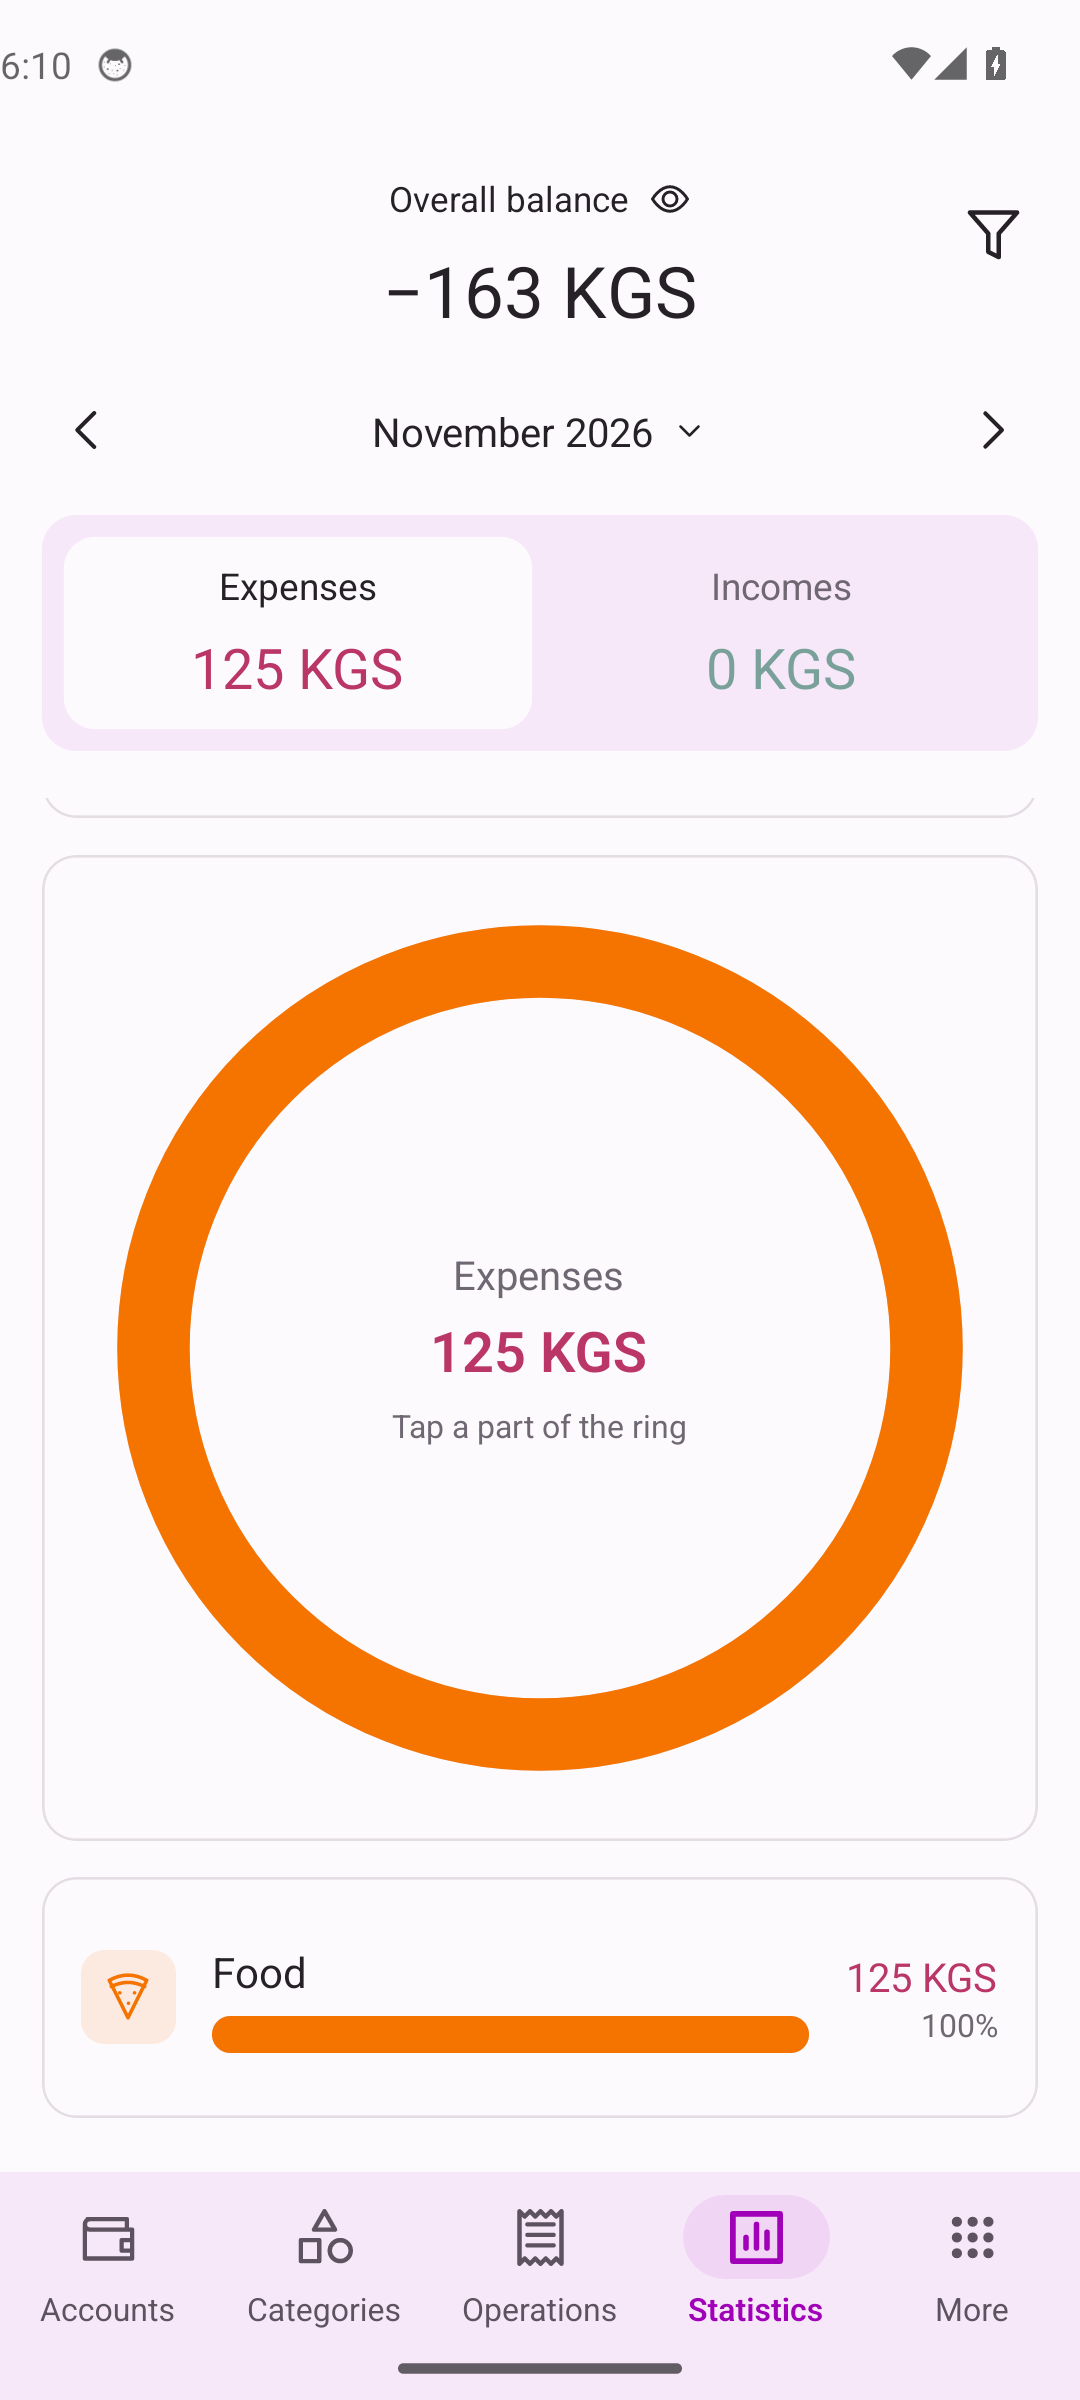 6:10
Overall balance
−163 KGS
November 2026
Expenses
125 KGS
Incomes
0 KGS
Expenses
125 KGS
Tap a part of the ring
Food
125 KGS
100%
Accounts
Categories
Operations
Statistics
More